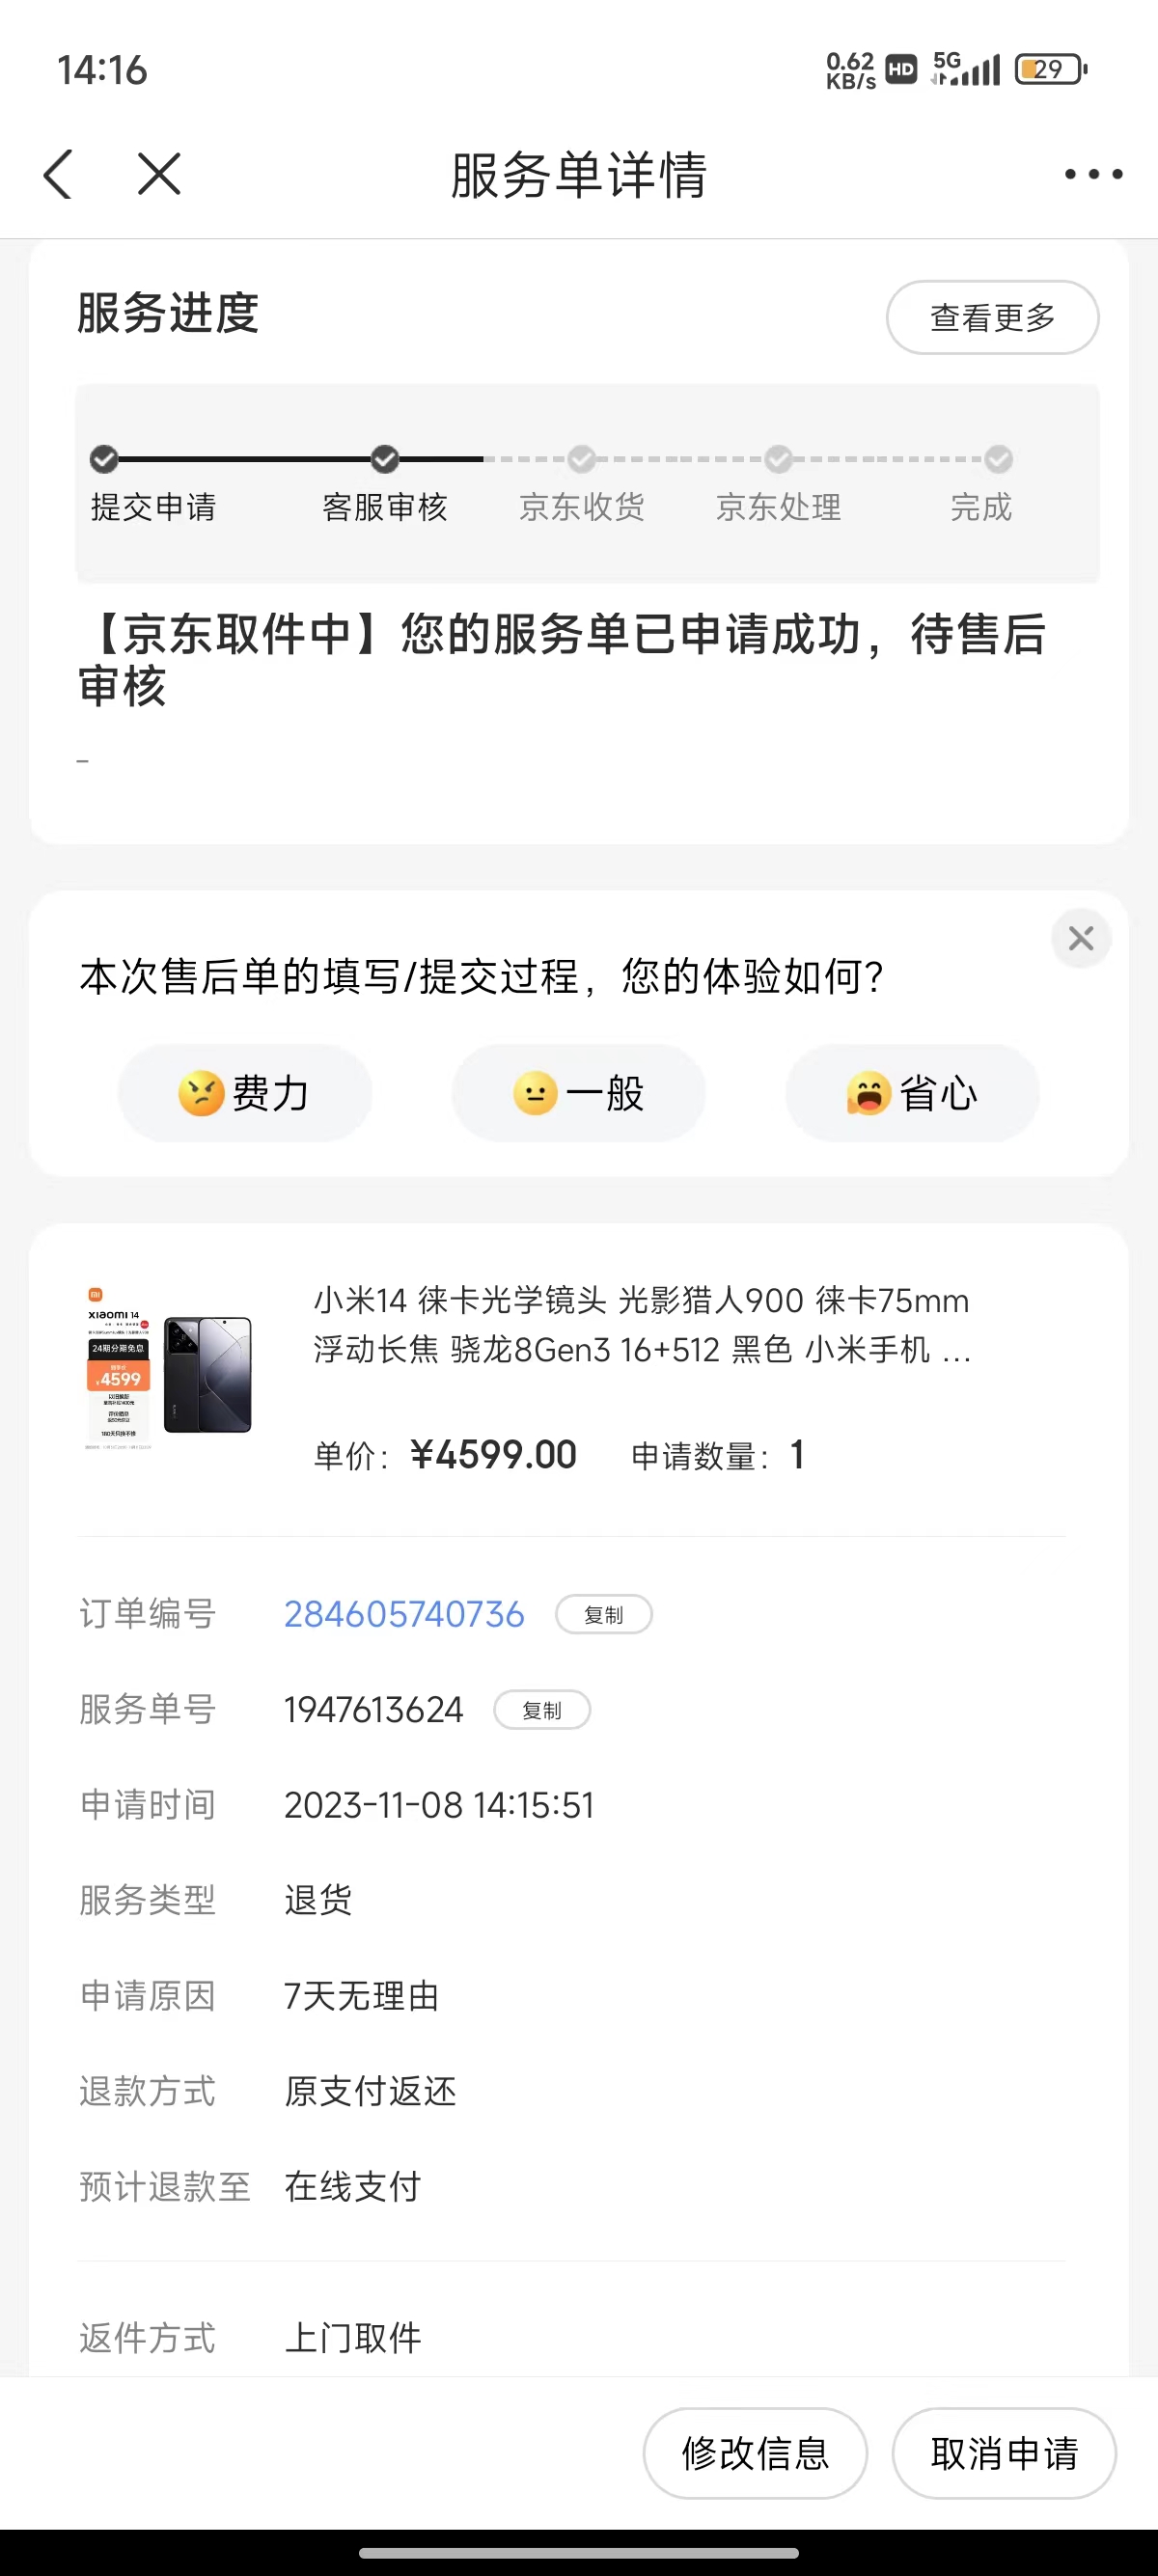 14:16
0.62
KB/s
HD
5G
29
服务单详情
服务进度
查看更多
提交申请
客服审核
京东收货
京东处理
完成
【京东取件中】您的服务单已申请成功，待售后
审核
-
本次售后单的填写/提交过程，您的体验如何？
费力
一般
省心
xiaomi 14
24期分期免息
4599
小米14 徕卡光学镜头 光影猎人900 徕卡75mm
浮动长焦 骁龙8Gen3 16+512 黑色 小米手机 ...
单价：¥4599.00 申请数量：1
订单编号 284605740736 复制
服务单号 1947613624 复制
申请时间 2023-11-08 14:15:51
服务类型 退货
申请原因 7天无理由
退款方式 原支付返还
预计退款至 在线支付
返件方式 上门取件
修改信息
取消申请